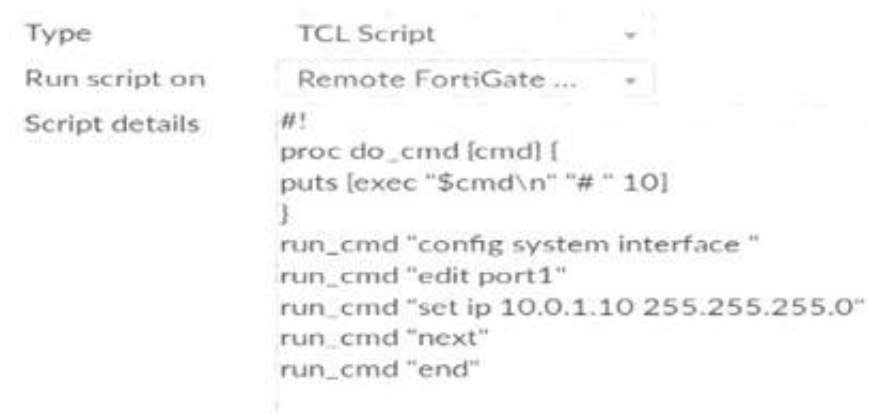 Type TCL Script
Run script on Remote FortiGate ...
Script details #!
proc do_cmd {cmd} {
puts [exec "$cmd\n" "# " 10]
}
run_cmd "config system interface "
run_cmd "edit port1"
run_cmd "set ip 10.0.1.10 255.255.255.0"
run_cmd "next"
run_cmd "end"